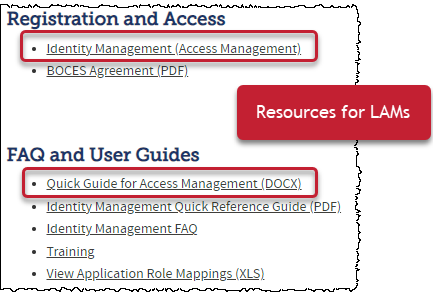 Registration and Access
Identity Management (Access Management)
BOCES Agreement (PDF)
Resources for LAMs
FAQ and User Guides
Quick Guide for Access Management (DOCX)
Identity Management Quick Reference Guide (PDF)
Identity Management FAQ
Training
View Application Role Mappings (XLS)